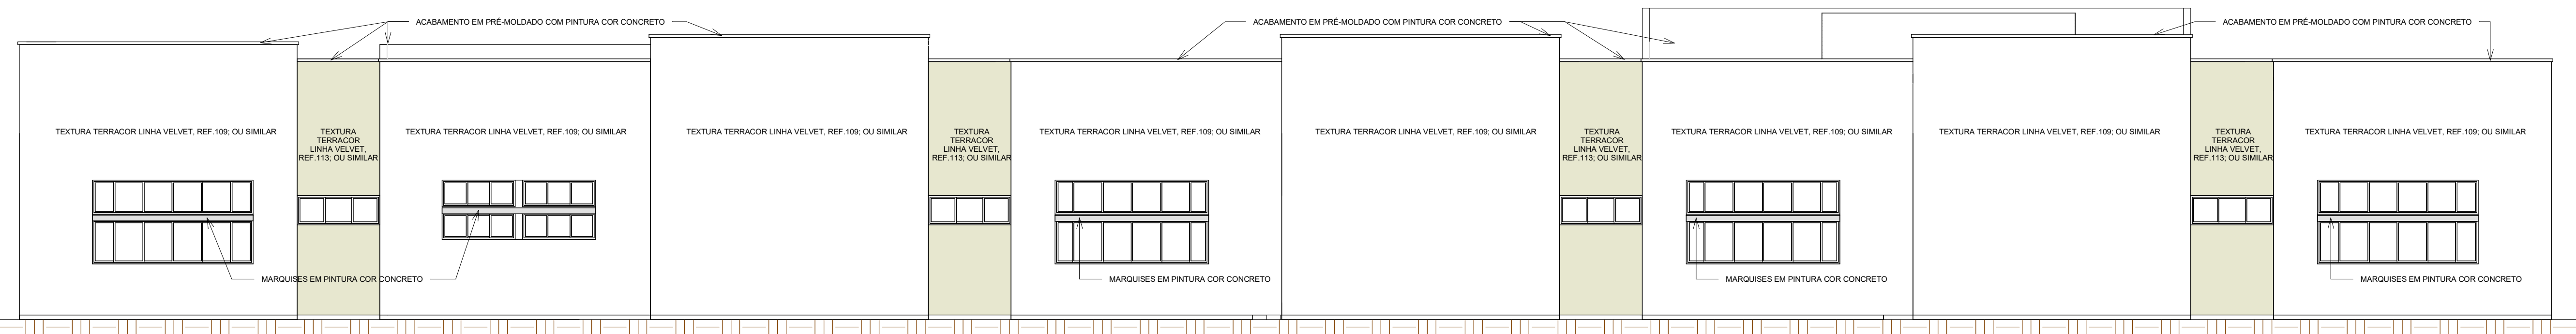 ACABAMENTO EM PRÉ-MOLDADO COM PINTURA COR CONCRETO
ACABAMENTO EM PRÉ-MOLDADO COM PINTURA COR CONCRETO
ACABAMENTO EM PRÉ-MOLDADO COM PINTURA COR CONCRETO
TEXTURA TERRACOR LINHA VELVET, REF.109; OU SIMILAR
TEXTURA
TERRACOR
LINHA VELVET,
REF.113; OU SIMILAR
TEXTURA TERRACOR LINHA VELVET, REF.109; OU SIMILAR
TEXTURA TERRACOR LINHA VELVET, REF.109; OU SIMILAR
TEXTURA
TERRACOR
LINHA VELVET,
REF.113; OU SIMILAR
TEXTURA TERRACOR LINHA VELVET, REF.109; OU SIMILAR
TEXTURA TERRACOR LINHA VELVET, REF.109; OU SIMILAR
TEXTURA
TERRACOR
LINHA VELVET,
REF.113; OU SIMILAR
TEXTURA TERRACOR LINHA VELVET, REF.109; OU SIMILAR
TEXTURA TERRACOR LINHA VELVET, REF.109; OU SIMILAR
TEXTURA
TERRACOR
LINHA VELVET,
REF.113; OU SIMILAR
TEXTURA TERRACOR LINHA VELVET, REF.109; OU SIMILAR
MARQUISES EM PINTURA COR CONCRETO
MARQUISES EM PINTURA COR CONCRETO
MARQUISES EM PINTURA COR CONCRETO
MARQUISES EM PINTURA COR CONCRETO